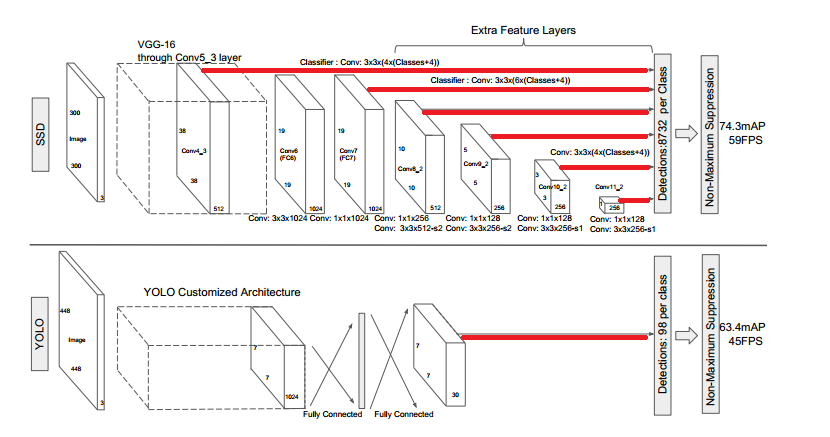 Extra Feature Layers
VGG-16
through Conv5_3 layer
Classifier : Conv: 3x3x(4x(Classes+4))
Classifier : Conv: 3x3x(6x(Classes+4))
SSD
300
Image
300
3
38
Conv4_3
38
512
19
Conv6
(FC6)
19
1024
19
Conv7
(FC7)
19
1024
10
Conv8_2
10
512
5
Conv9_2
5
256
Conv: 3x3x(4x(Classes+4))
3
Conv10_2
3
256
Conv11_2
1
256
Detections:8732 per Class
Non-Maximum Suppression
74.3mAP
59FPS
Conv: 3x3x1024
Conv: 1x1x1024
Conv: 1x1x256
Conv: 3x3x512-s2
Conv: 1x1x128
Conv: 3x3x256-s2
Conv: 1x1x128
Conv: 3x3x256-s1
Conv: 1x1x128
Conv: 3x3x256-s1
YOLO
448
Image
448
3
YOLO Customized Architecture
7
7
1024
Fully Connected
Fully Connected
7
7
30
Detections: 98 per class
Non-Maximum Suppression
63.4mAP
45FPS